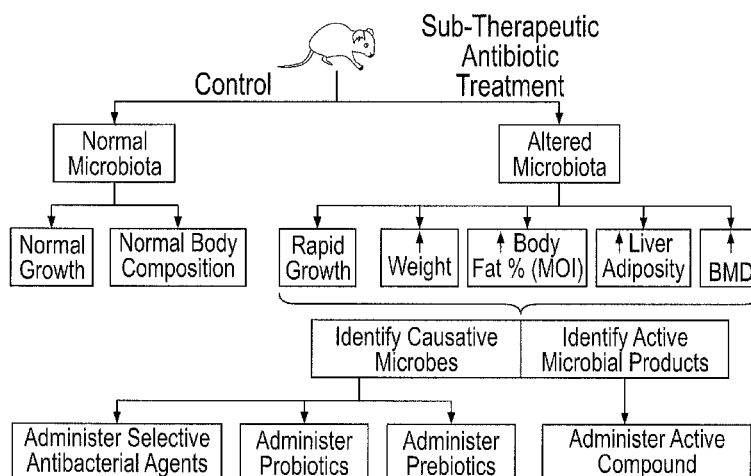 Sub-Therapeutic
Antibiotic
Treatment
Control
Normal
Microbiota
Altered
Microbiota
Normal
Growth
Normal Body
Composition
Rapid
Growth
↑
Weight
↑ Body
Fat % (MOI)
↑ Liver
Adiposity
↑
BMD
Identify Causative
Microbes
Identify Active
Microbial Products
Administer Selective
Antibacterial Agents
Administer
Probiotics
Administer
Prebiotics
Administer Active
Compound